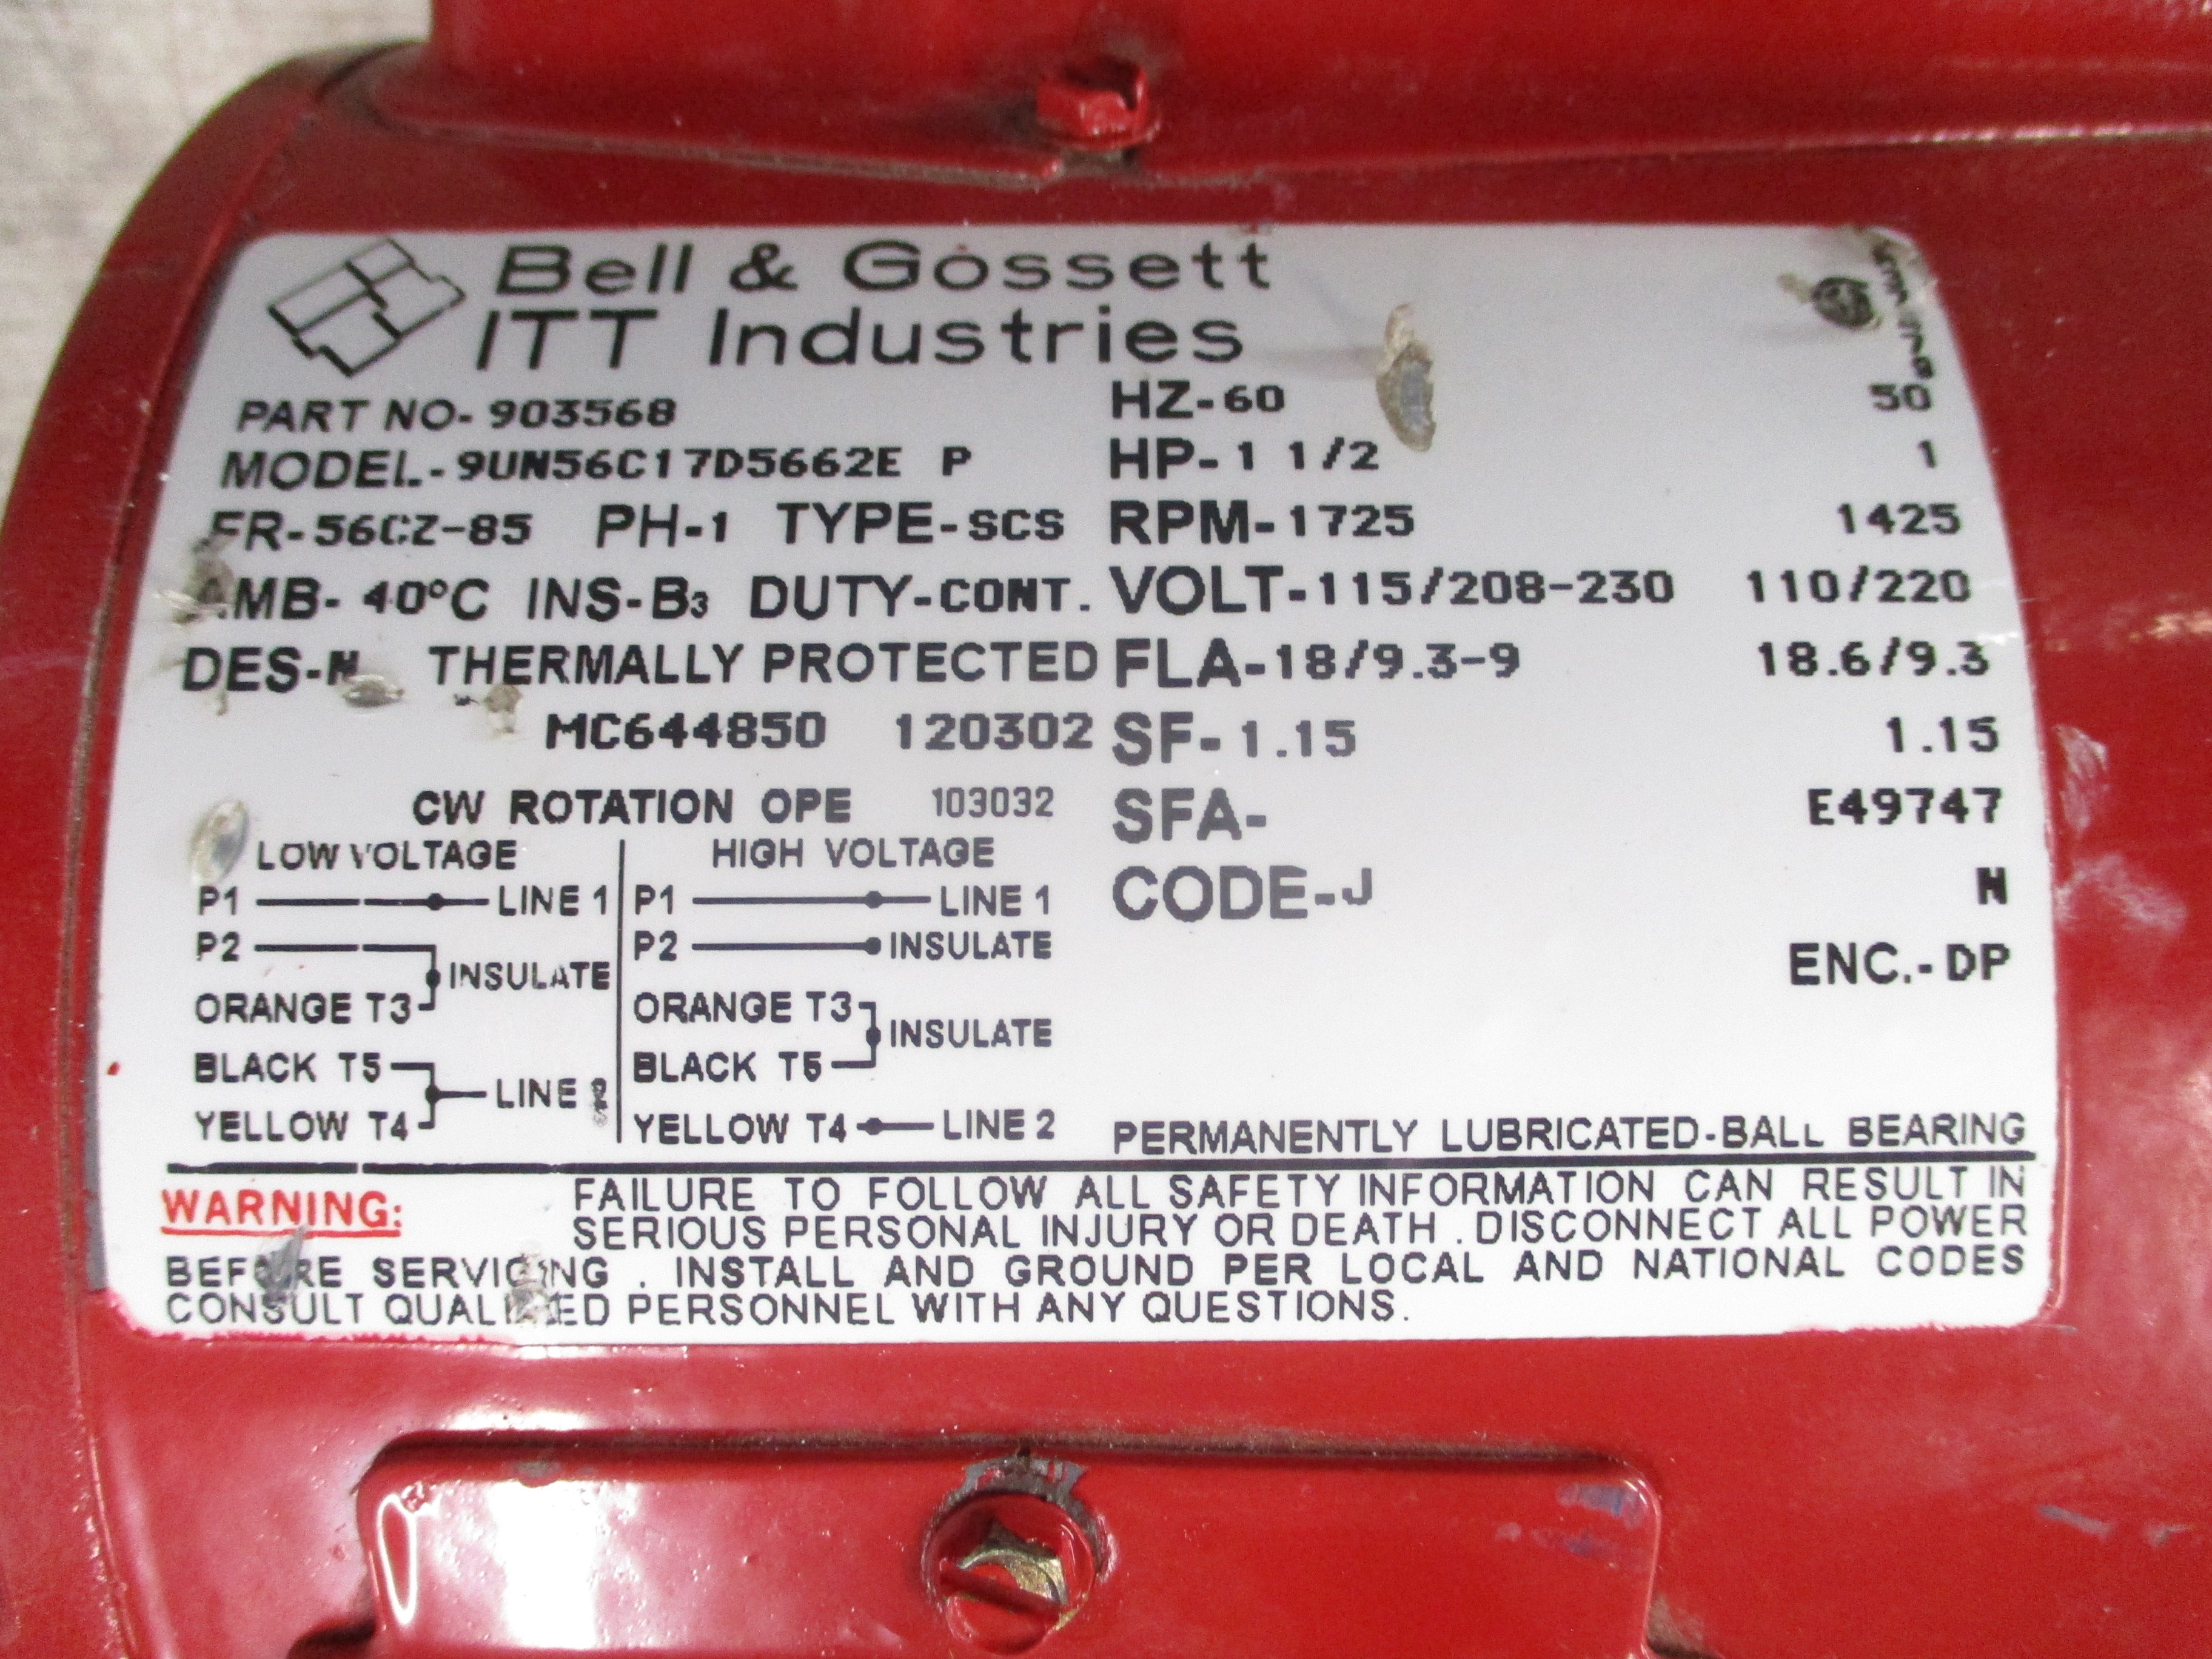 Bell & Gossett
ITT Industries
PART NO- 903568
MODEL- 9UN56C17D5662E P
FR- 56CZ-85 PH-1 TYPE-SCS
AMB- 40°C INS-B3 DUTY-CONT.
DES-N THERMALLY PROTECTED
MC644850 120302
CW ROTATION OPE 103032
HZ-60 50
HP- 1 1/2 1
RPM-1725 1425
VOLT-115/208-230 110/220
FLA-18/9.3-9 18.6/9.3
SF- 1.15 1.15
SFA- E49747
CODE-J N
ENC.- DP
LOW VOLTAGE
P1 LINE 1
P2
INSULATE
ORANGE T3
BLACK T5
LINE 2
YELLOW T4
HIGH VOLTAGE
P1 LINE 1
P2 INSULATE
ORANGE T3
INSULATE
BLACK T5
YELLOW T4 LINE 2
PERMANENTLY LUBRICATED-BALL BEARING
WARNING: FAILURE TO FOLLOW ALL SAFETY INFORMATION CAN RESULT IN
SERIOUS PERSONAL INJURY OR DEATH . DISCONNECT ALL POWER
BEFORE SERVICING . INSTALL AND GROUND PER LOCAL AND NATIONAL CODES
CONSULT QUALIFIED PERSONNEL WITH ANY QUESTIONS.